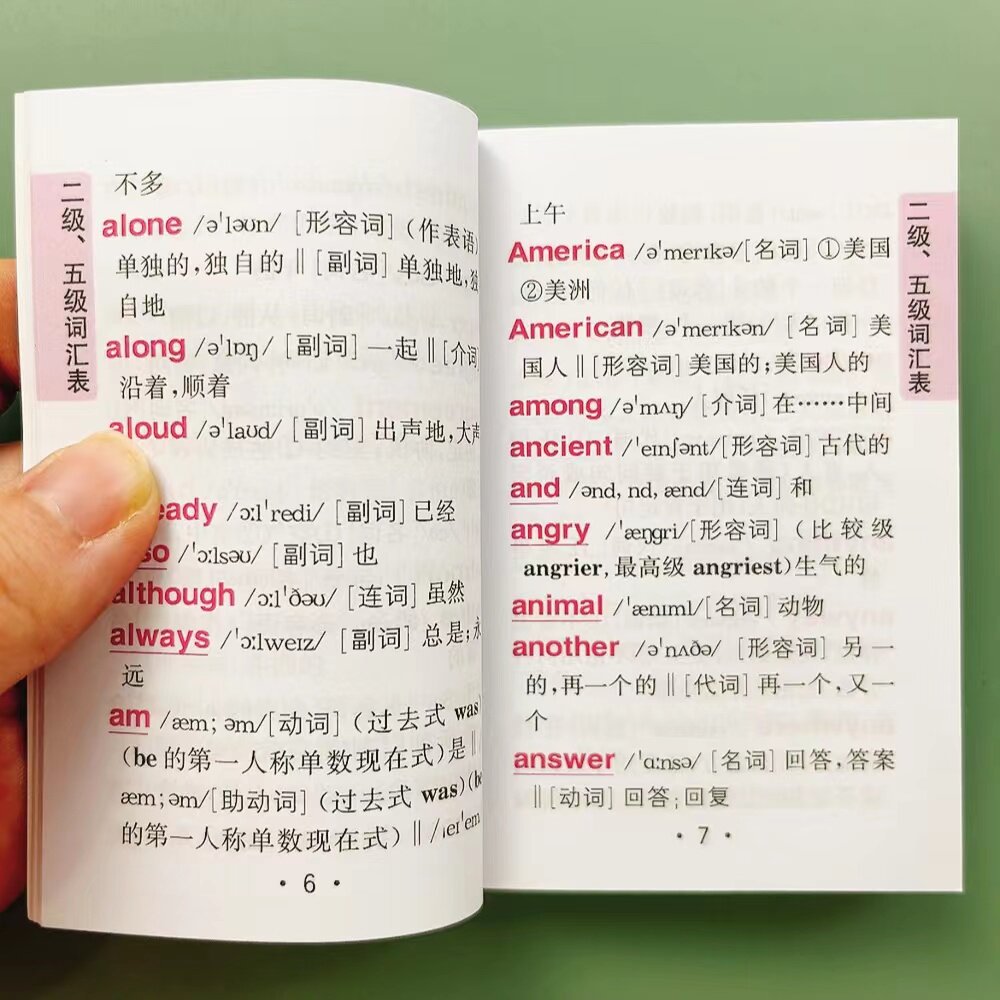 二级、五级词汇表
不多
alone /əˈləʊn/ [形容词] (作表语)
单独的，独自的 ‖ [副词] 单独地，独
自地
along /əˈlɒŋ/ [副词] 一起 ‖ [介词]
沿着，顺着
aloud /əˈlaʊd/ [副词] 出声地，大声
eady /ɔːlˈredi/ [副词] 已经
so /ˈɔːlsəʊ/ [副词] 也
although /ɔːlˈðəʊ/ [连词] 虽然
always /ˈɔːlweɪz/ [副词] 总是；永
远
am /æm; əm/[动词] (过去式 was)
(be 的第一人称单数现在式)是 ‖
æm; əm/[助动词] (过去式 was)(be
的第一人称单数现在式) ‖ /ˌeɪˈem
· 6 ·
二级、五级词汇表
上午
America /əˈmerɪkə/[名词] ①美国
②美洲
American /əˈmerɪkən/ [名词] 美
国人 ‖ [形容词] 美国的；美国人的
among /əˈmʌŋ/ [介词] 在……中间
ancient /ˈeɪnʃənt/[形容词] 古代的
and /ənd, nd, ænd/[连词] 和
angry /ˈæŋgri/[形容词] (比较级
angrier，最高级 angriest)生气的
animal /ˈænɪml/[名词] 动物
another /əˈnʌðə/ [形容词] 另一
的，再一个的 ‖ [代词] 再一个，又一
个
answer /ˈɑːnsə/ [名词] 回答，答案
‖ [动词] 回答；回复
· 7 ·